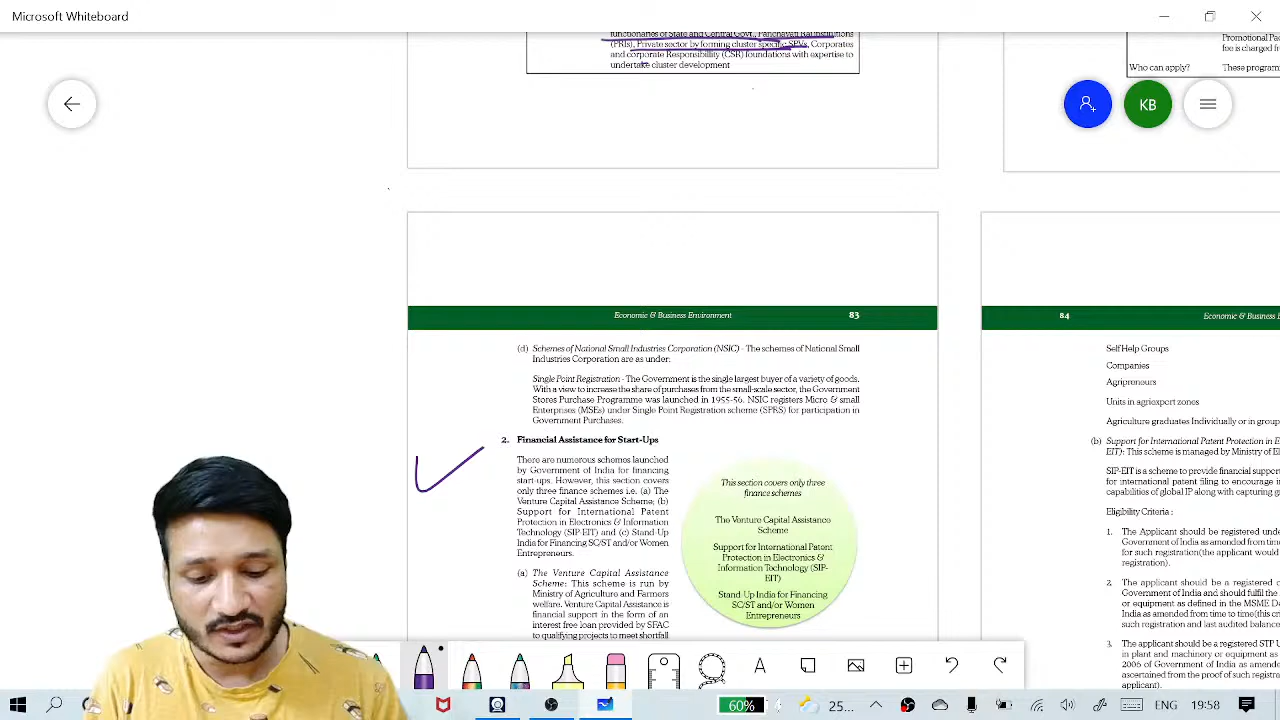 Microsoft Whiteboard
functionaries of State and Central Govt., Panchayati Raj Institutions
(PRIs), Private sector by forming cluster specific SPVs, Corporates
and corporate Responsibility (CSR) foundations with expertise to
undertake cluster development
Promotional Pa
fee is charged fr
Who can apply? These program
KB
Economic & Business Environment 83
(d) Schemes of National Small Industries Corporation (NSIC) - The schemes of National Small
Industries Corporation are as under:
Single Point Registration - The Government is the single largest buyer of a variety of goods.
With a view to increase the share of purchases from the small-scale sector, the Government
Stores Purchase Programme was launched in 1955-56. NSIC registers Micro & small
Enterprises (MSEs) under Single Point Registration scheme (SPRS) for participation in
Government Purchases.
2. Financial Assistance for Start-Ups
There are numerous schemes launched
by Government of India for financing
start-ups. However, this section covers
only three finance schemes i.e. (a) The
Venture Capital Assistance Scheme; (b)
Support for International Patent
Protection in Electronics & Information
Technology (SIP-EIT) and (c) Stand-Up
India for Financing SC/ST and/or Women
Entrepreneurs.
(a) The Venture Capital Assistance
Scheme: This scheme is run by
Ministry of Agriculture and Farmers
welfare. Venture Capital Assistance is
financial support in the form of an
interest free loan provided by SFAC
to qualifying projects to meet shortfall
This section covers only three
finance schemes
The Venture Capital Assistance
Scheme
Support for International Patent
Protection in Electronics &
Information Technology (SIP-
EIT)
Stand-Up India for Financing
SC/ST and/or Women
Entrepreneurs
84 Economic & Business E
Self Help Groups
Companies
Agripreneurs
Units in agriexport zones
Agriculture graduates Individually or in group
(b) Support for International Patent Protection in E
EIT): This scheme is managed by Ministry of El
SIP-EIT is a scheme to provide financial suppor
for international patent filing to encourage in
capabilities of global IP along with capturing g
Eligibility Criteria :
1. The Applicant should be registered unde
Government of India as amended from time
for such registration(the applicant would
registration).
2. The applicant should be a registered c
Government of India and should fulfil the
or equipment as defined in the MSME D
India as amended from time to time(this cri
such registration and last audited balance
3. The applicant should be a registered STP
in plant and machinery or equipment as
2006 of Government of India as amende
ascertain the proof of such registration
applicant).
A
60% 25... ENG 19:58